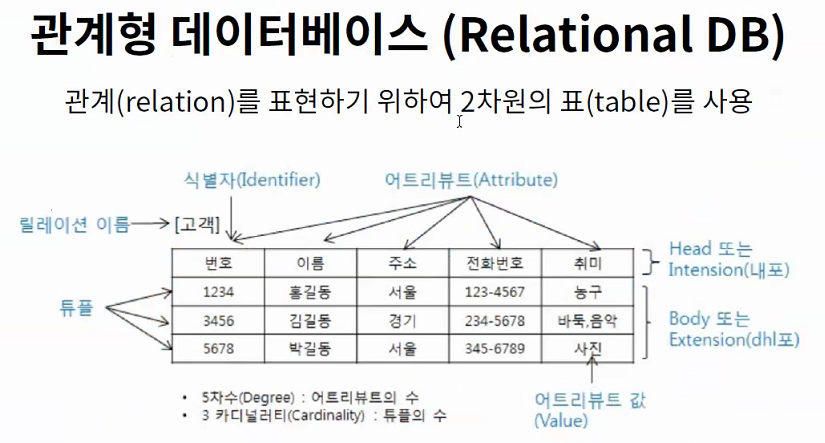 관계형 데이터베이스 (Relational DB)
관계(relation)를 표현하기 위하여 2차원의 표(table)를 사용
식별자(Identifier) 어트리뷰트(Attribute)
릴레이션 이름 [고객]
번호 이름 주소 전화번호 취미
Head 또는
Intension(내포)
튜플
1234 홍길동 서울 123-4567 농구
3456 김길동 경기 234-5678 바둑,음악
5678 박길동 서울 345-6789 사진
Body 또는
Extension(dhl포)
• 5차수(Degree) : 어트리뷰트의 수
• 3 카디널러티(Cardinality) : 튜플의 수
어트리뷰트 값
(Value)